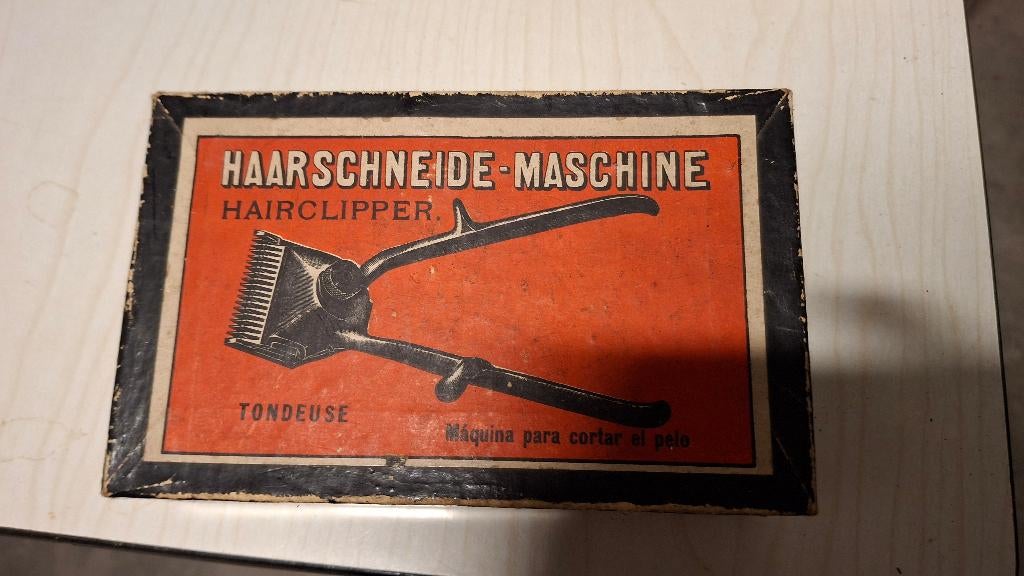 HAARSCHNEIDE-MASCHINE
HAIRCLIPPER.
TONDEUSE
Máquina para cortar el pelo